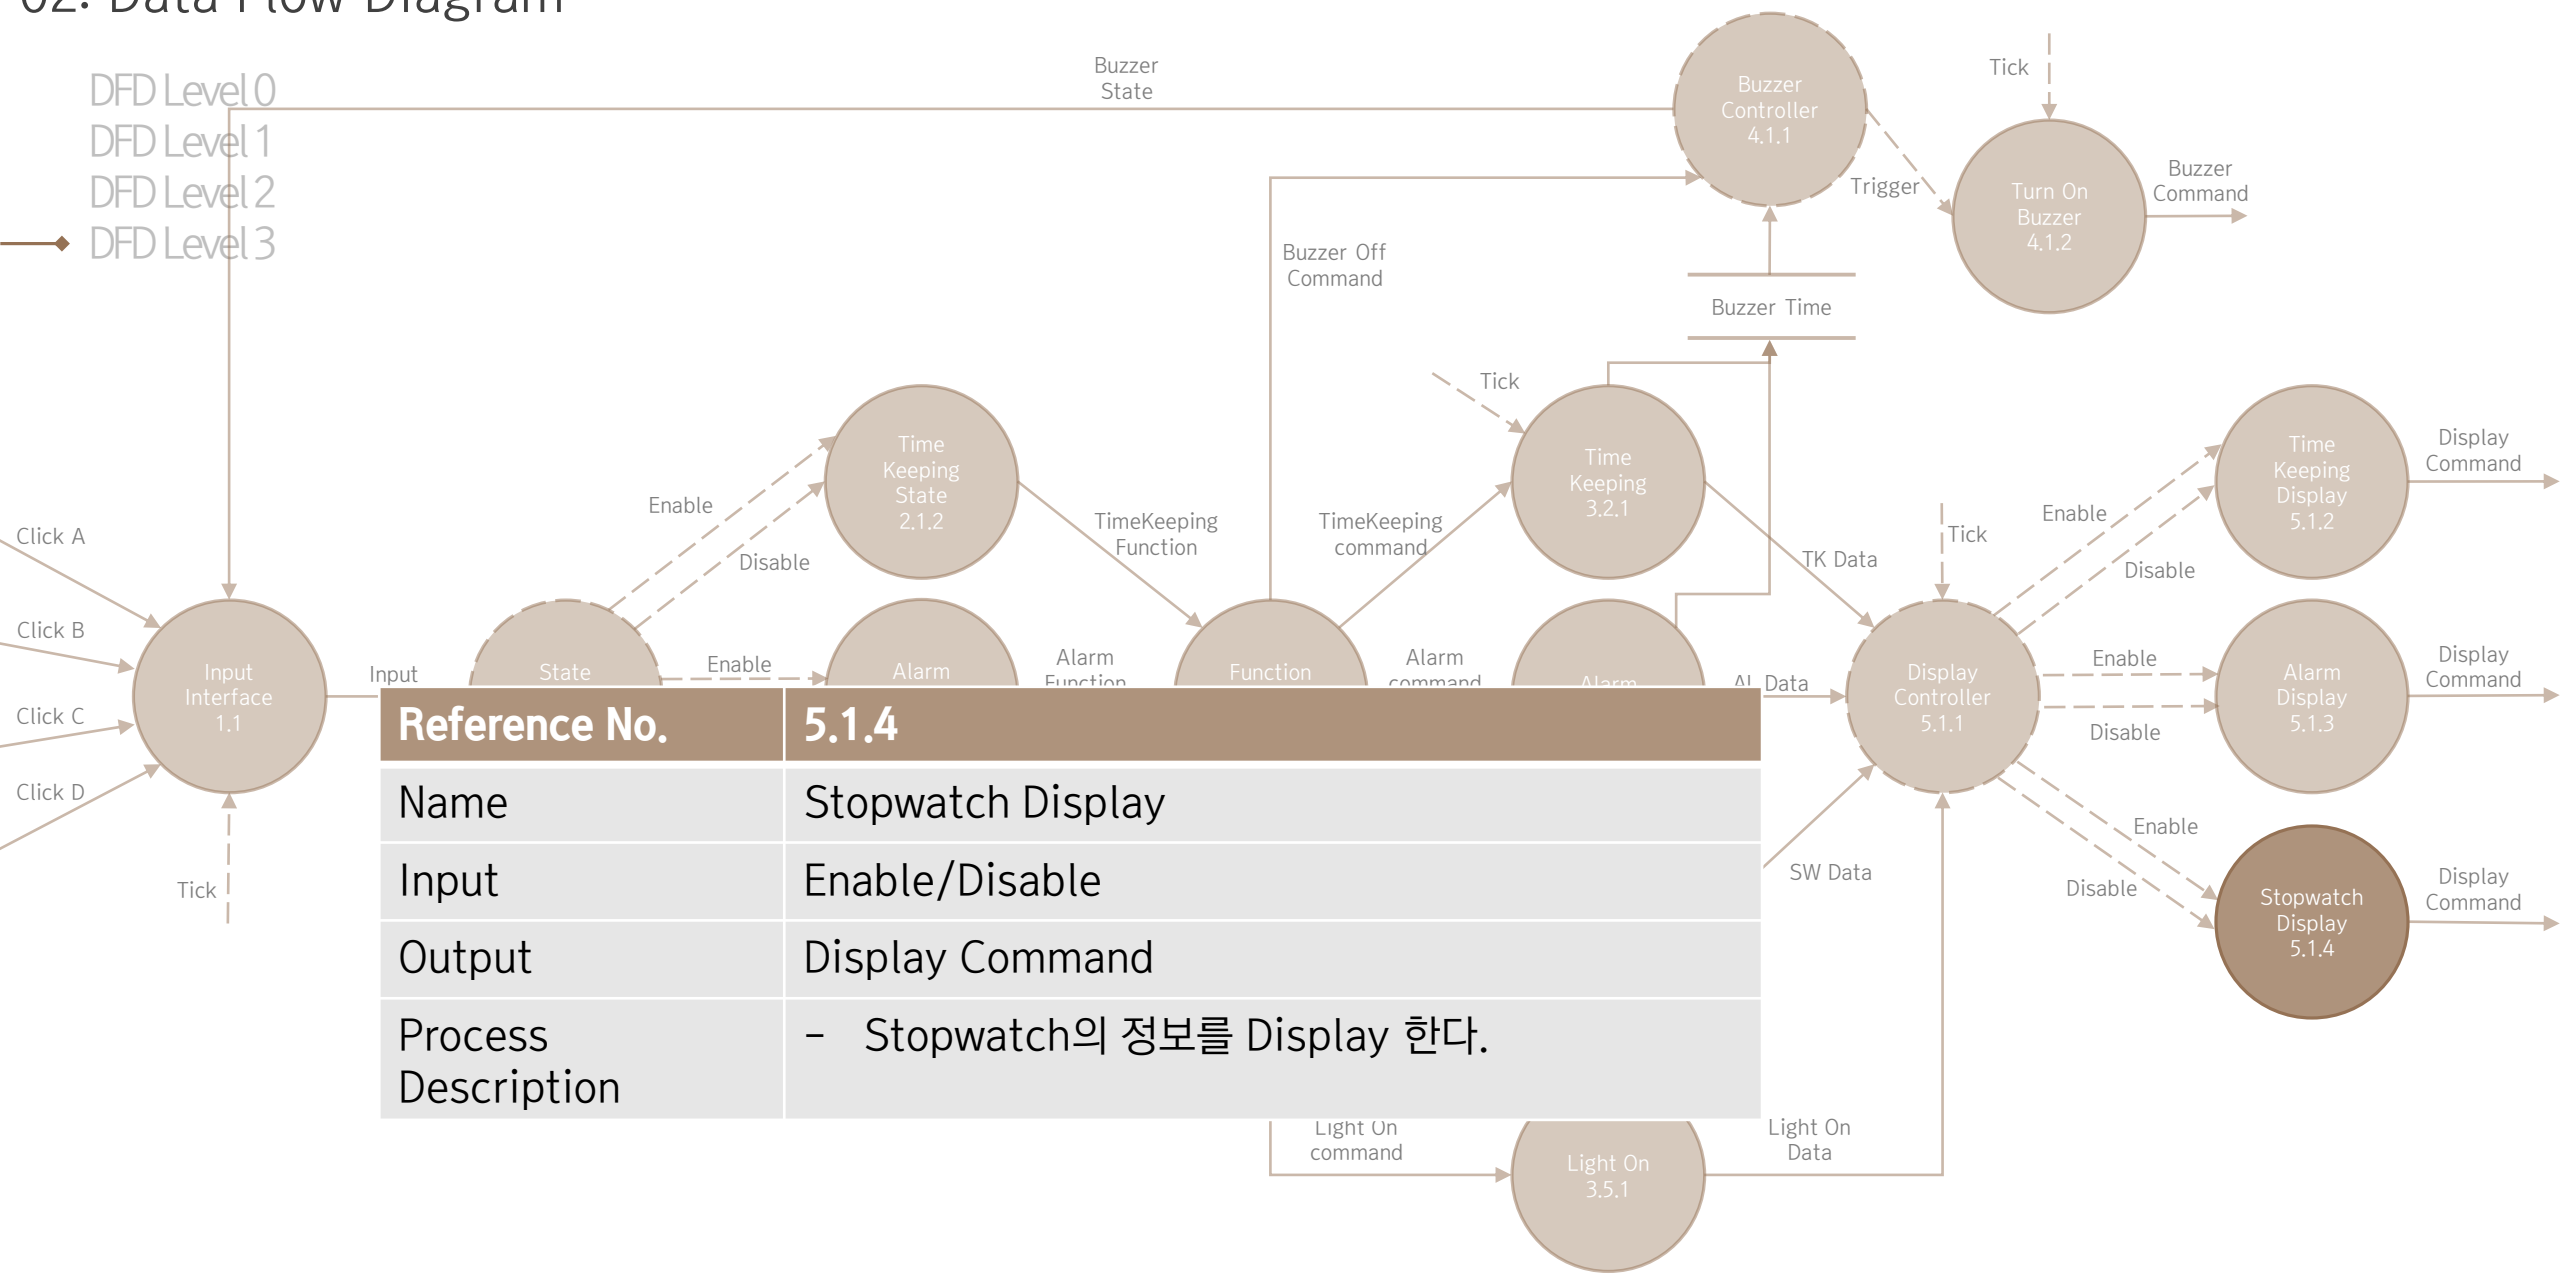 02. Data Flow Diagram
DFD Level 0
DFD Level 1
DFD Level 2
DFD Level 3
Buzzer
State
Buzzer
Controller
4.1.1
Tick
Trigger
Turn On
Buzzer
4.1.2
Buzzer
Command
Buzzer Off
Command
Buzzer Time
Tick
Time
Keeping
State
2.1.2
Enable
Disable
TimeKeeping
Function
TimeKeeping
command
Time
Keeping
3.2.1
TK Data
Tick
Enable
Disable
Time
Keeping
Display
5.1.2
Display
Command
Click A
Click B
Click C
Click D
Input
Interface
1.1
Tick
Input
State
Enable
Alarm
Alarm
Function
Function
Alarm
command
Alarm
AL Data
Display
Controller
5.1.1
Enable
Disable
Alarm
Display
5.1.3
Display
Command
SW Data
Enable
Disable
Stopwatch
Display
5.1.4
Display
Command
Reference No. 5.1.4
Name Stopwatch Display
Input Enable/Disable
Output Display Command
Process
Description
- Stopwatch의 정보를 Display 한다.
Light On
command
Light On
3.5.1
Light On
Data